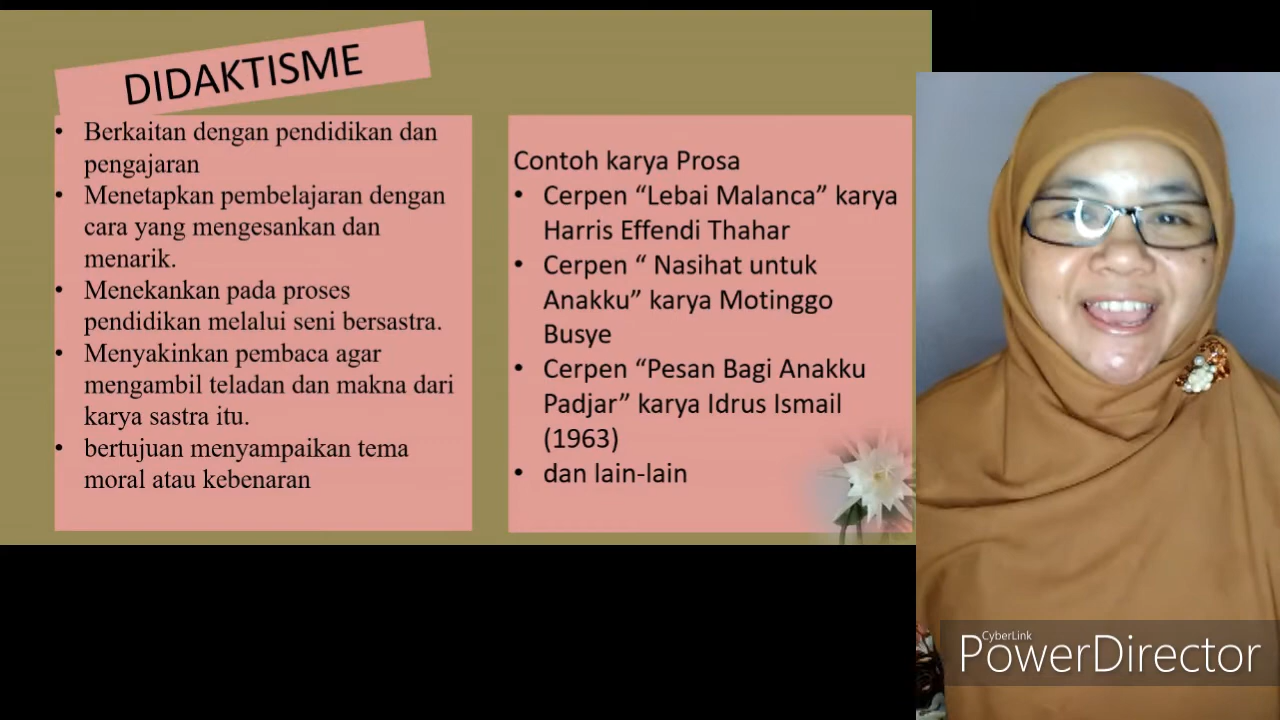 DIDAKTISME
• Berkaitan dengan pendidikan dan
pengajaran
• Menetapkan pembelajaran dengan
cara yang mengesankan dan
menarik.
• Menekankan pada proses
pendidikan melalui seni bersastra.
• Menyakinkan pembaca agar
mengambil teladan dan makna dari
karya sastra itu.
• bertujuan menyampaikan tema
moral atau kebenaran
Contoh karya Prosa
• Cerpen “Lebai Malanca” karya
Harris Effendi Thahar
• Cerpen “ Nasihat untuk
Anakku” karya Motinggo
Busye
• Cerpen “Pesan Bagi Anakku
Padjar” karya Idrus Ismail
(1963)
• dan lain-lain
CyberLink
PowerDirector